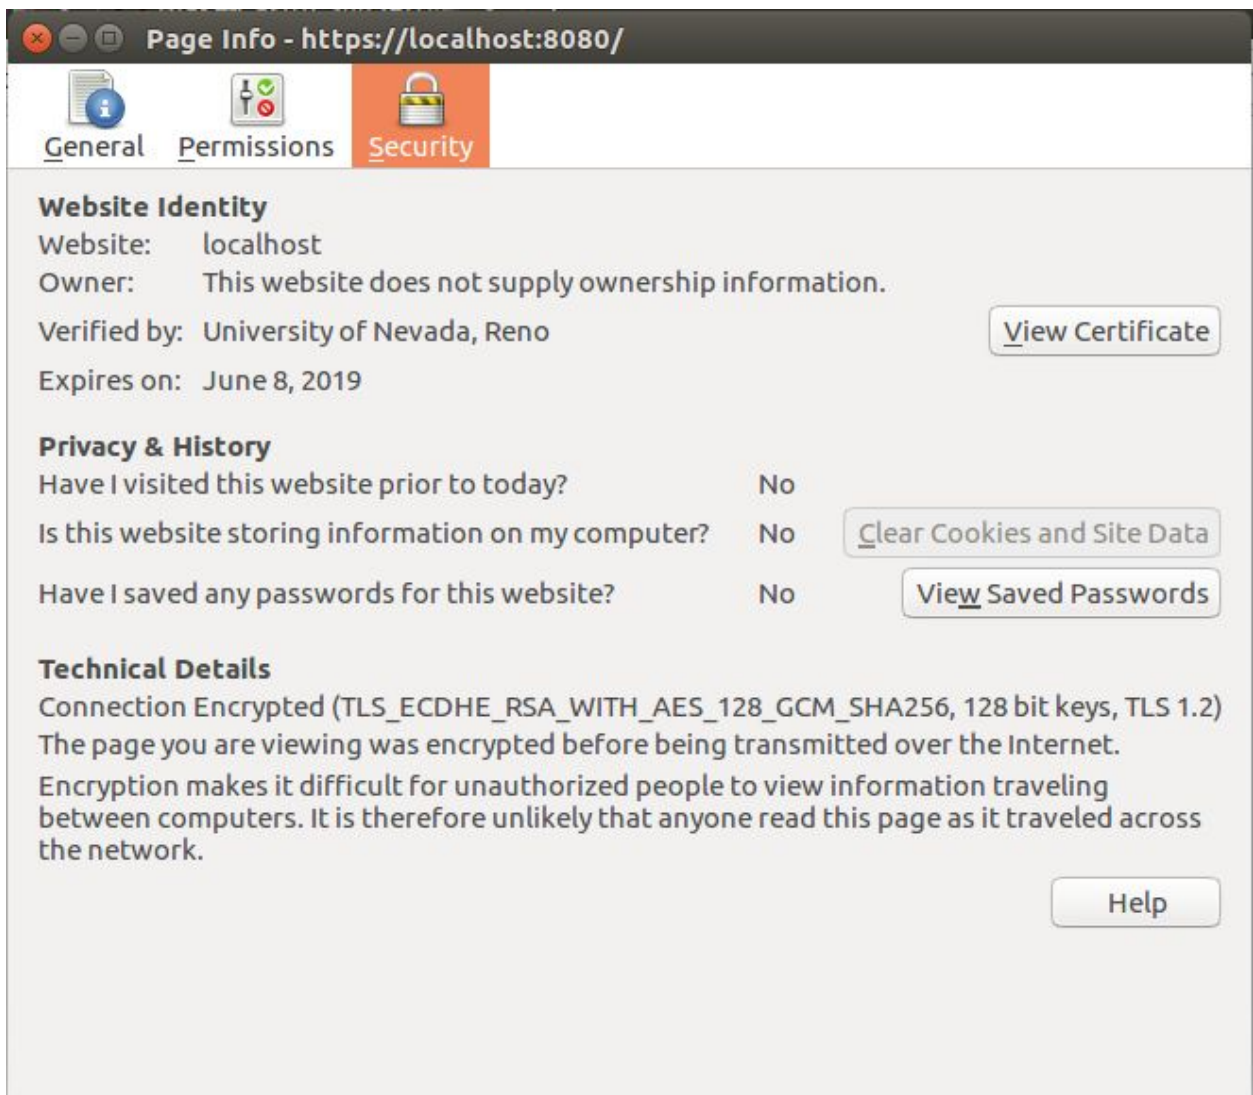 Page Info - https://localhost:8080/
General Permissions Security
Website Identity
Website: localhost
Owner: This website does not supply ownership information.
Verified by: University of Nevada, Reno View Certificate
Expires on: June 8, 2019
Privacy & History
Have I visited this website prior to today? No
Is this website storing information on my computer? No Clear Cookies and Site Data
Have I saved any passwords for this website? No View Saved Passwords
Technical Details
Connection Encrypted (TLS_ECDHE_RSA_WITH_AES_128_GCM_SHA256, 128 bit keys, TLS 1.2)
The page you are viewing was encrypted before being transmitted over the Internet.
Encryption makes it difficult for unauthorized people to view information traveling
between computers. It is therefore unlikely that anyone read this page as it traveled across
the network.
Help